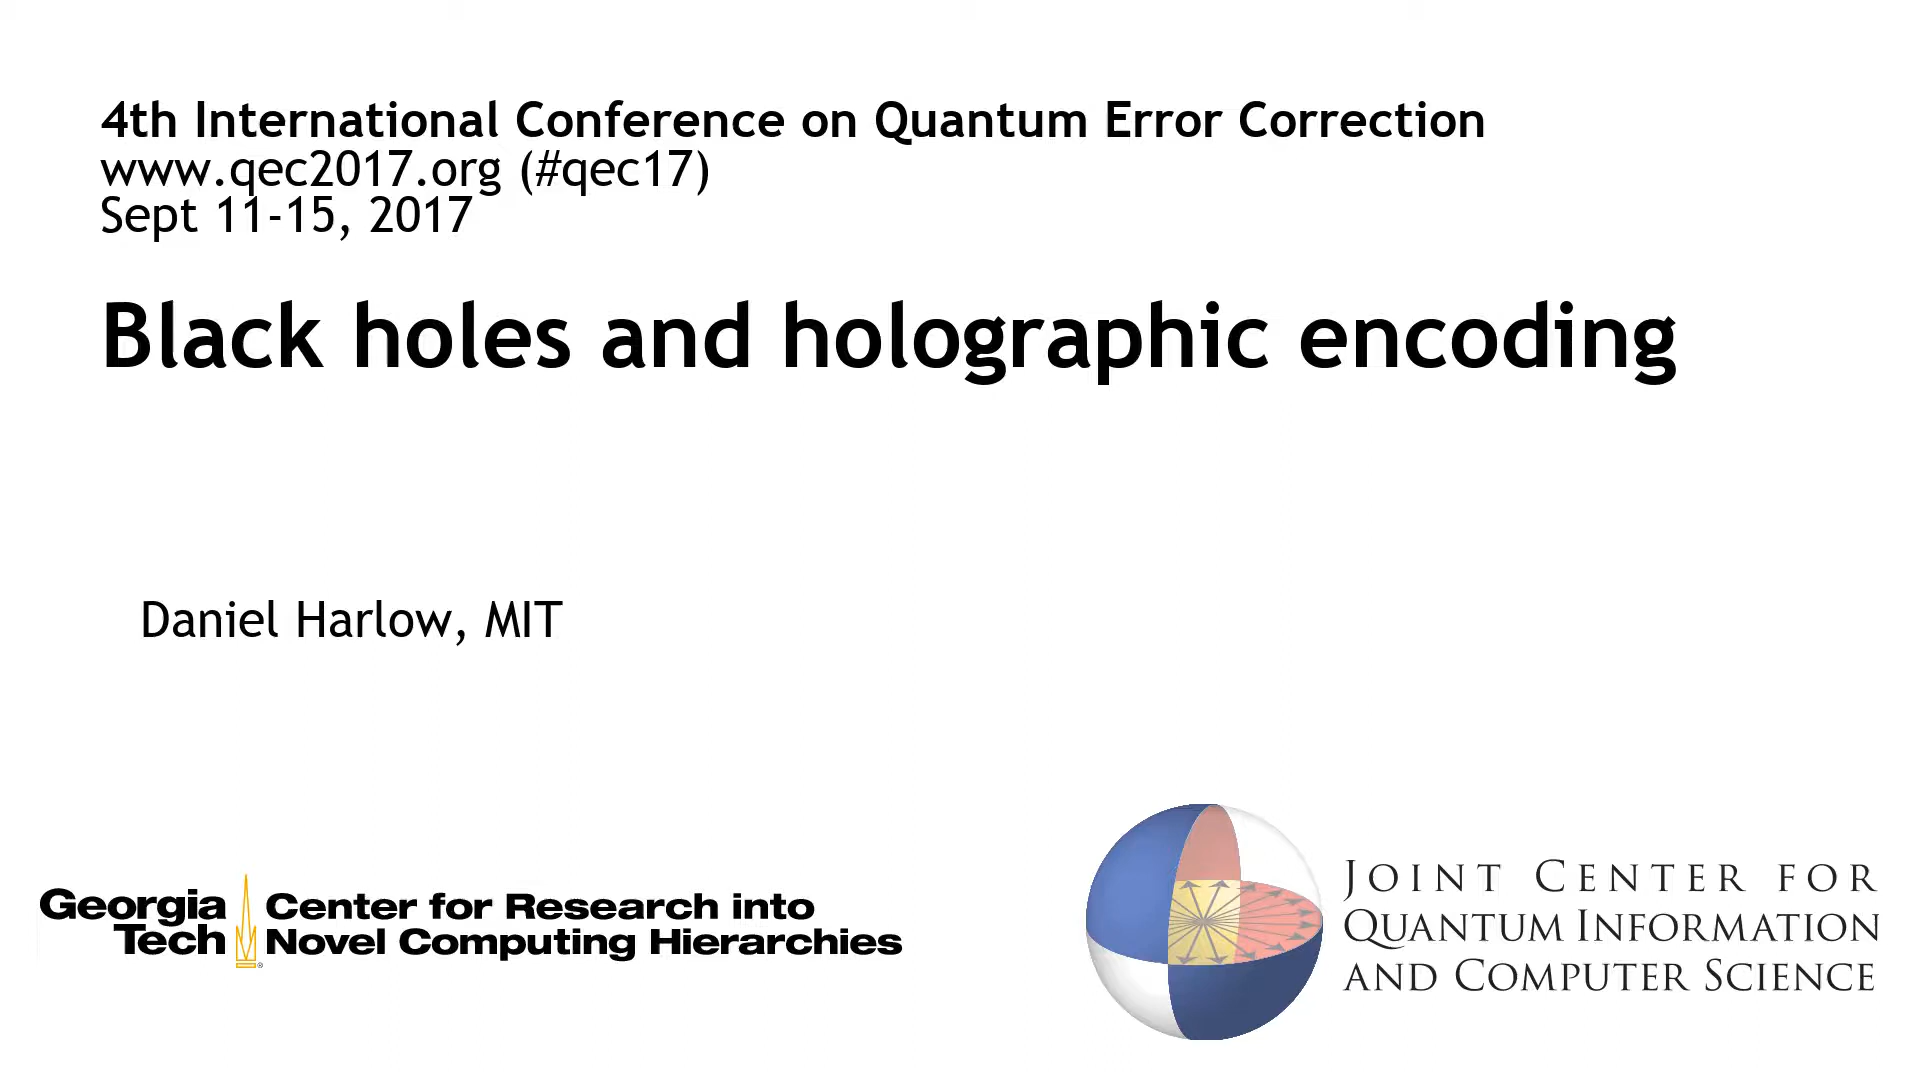 4th International Conference on Quantum Error Correction
www.qec2017.org (#qec17)
Sept 11-15, 2017
Black holes and holographic encoding
Daniel Harlow, MIT
Georgia Tech
Center for Research into
Novel Computing Hierarchies
®
JOINT CENTER FOR
QUANTUM INFORMATION
AND COMPUTER SCIENCE